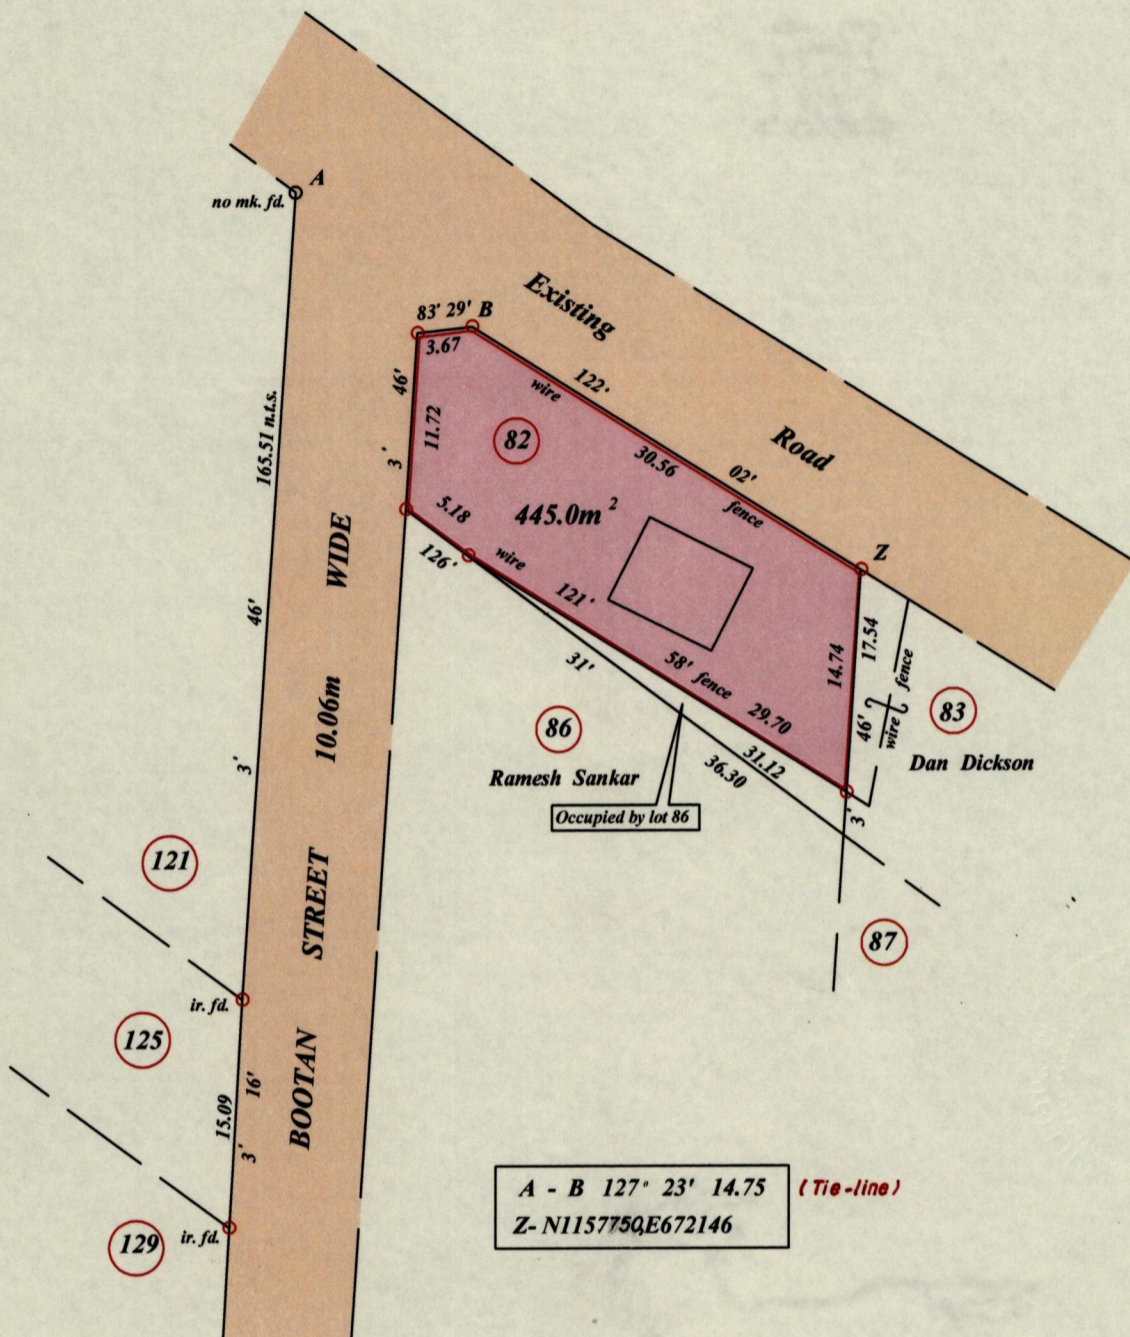 A
no mk. fd.
83° 29' B
3.67
Existing
Road
wire
122°
30.56
02'
fence
Z
46'
11.72
3°
82
445.0m²
5.18
126°
wire
121°
58' fence
29.70
31'
31.12
36.30
14.74
17.54
46'
3°
wire fence
83
Dan Dickson
86
Ramesh Sankar
Occupied by lot 86
87
165.51 n.t.s.
46'
3°
BOOTAN STREET 10.06m WIDE
121
ir. fd.
125
15.09
16'
3°
ir. fd.
129
A - B 127° 23' 14.75 (Tie-line)
Z- N1157750,E672146